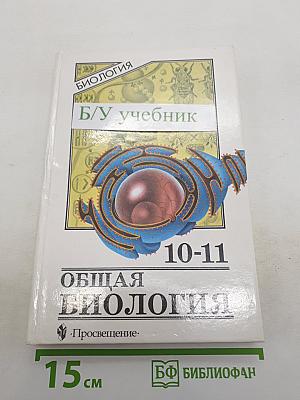 БИОЛОГИЯ
Б/У учебник
10-11
ОБЩАЯ
БИОЛОГИЯ
·Просвещение·
15 см
БФ БИБЛИОФАН